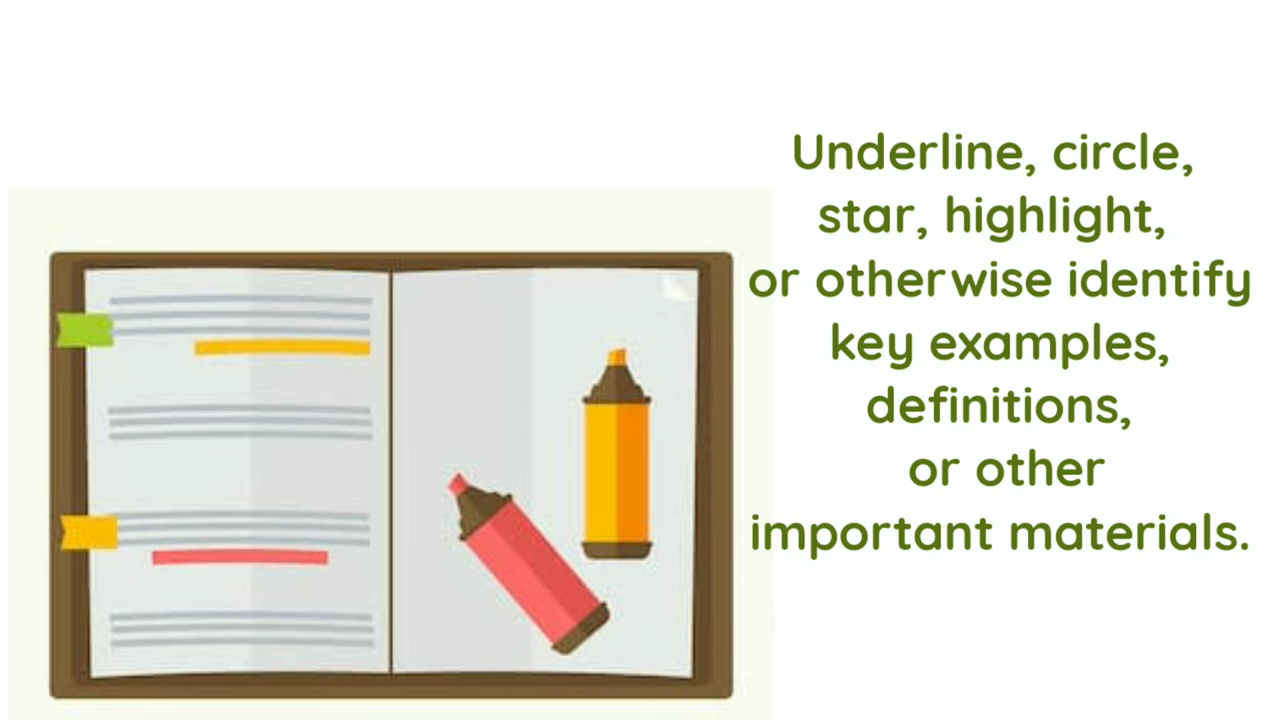 Underline, circle,
star, highlight,
or otherwise identify
key examples,
definitions,
or other
important materials.